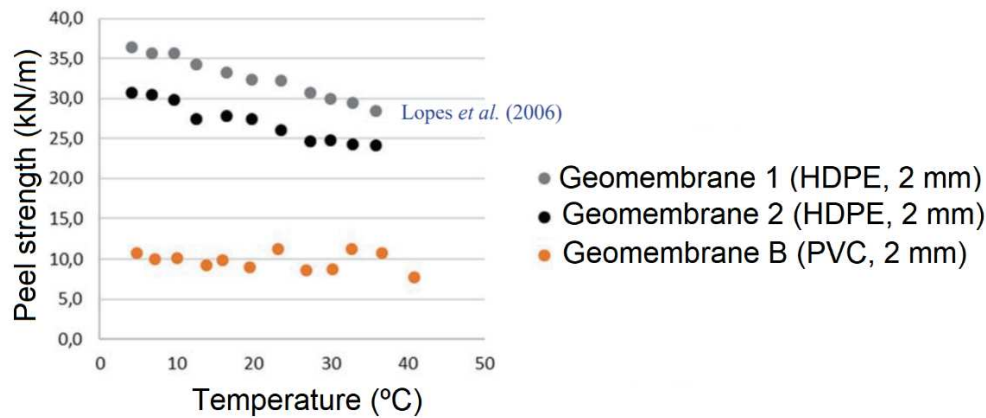 40,0
35,0
30,0
25,0
20,0
15,0
10,0
5,0
0,0
Peel strength (kN/m)
0 10 20 30 40 50
Temperature (ºC)
Lopes et al. (2006)
Geomembrane 1 (HDPE, 2 mm)
Geomembrane 2 (HDPE, 2 mm)
Geomembrane B (PVC, 2 mm)